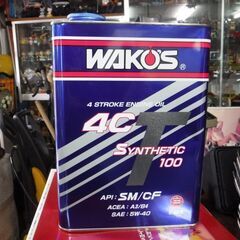 WAKO'S®
4 STROKE ENGINE OIL
4CT
SYNTHETIC
100
API : SM/CF
ACEA : A3/B4
SAE : 5W-40